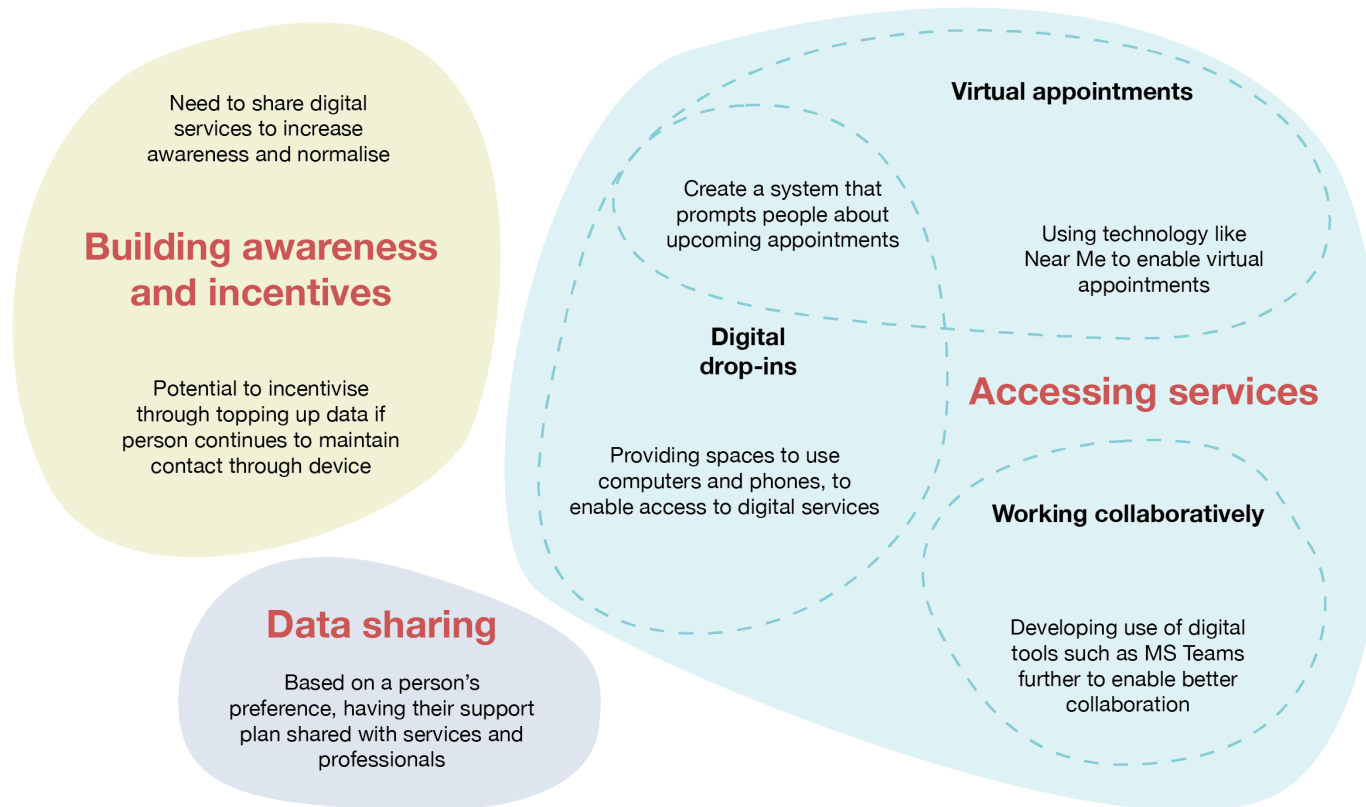 Need to share digital
services to increase
awareness and normalise
Building awareness
and incentives
Potential to incentivise
through topping up data if
person continues to maintain
contact through device
Data sharing
Based on a person’s
preference, having their support
plan shared with services and
professionals
Virtual appointments
Create a system that
prompts people about
upcoming appointments
Using technology like
Near Me to enable virtual
appointments
Digital
drop-ins
Accessing services
Providing spaces to use
computers and phones, to
enable access to digital services
Working collaboratively
Developing use of digital
tools such as MS Teams
further to enable better
collaboration